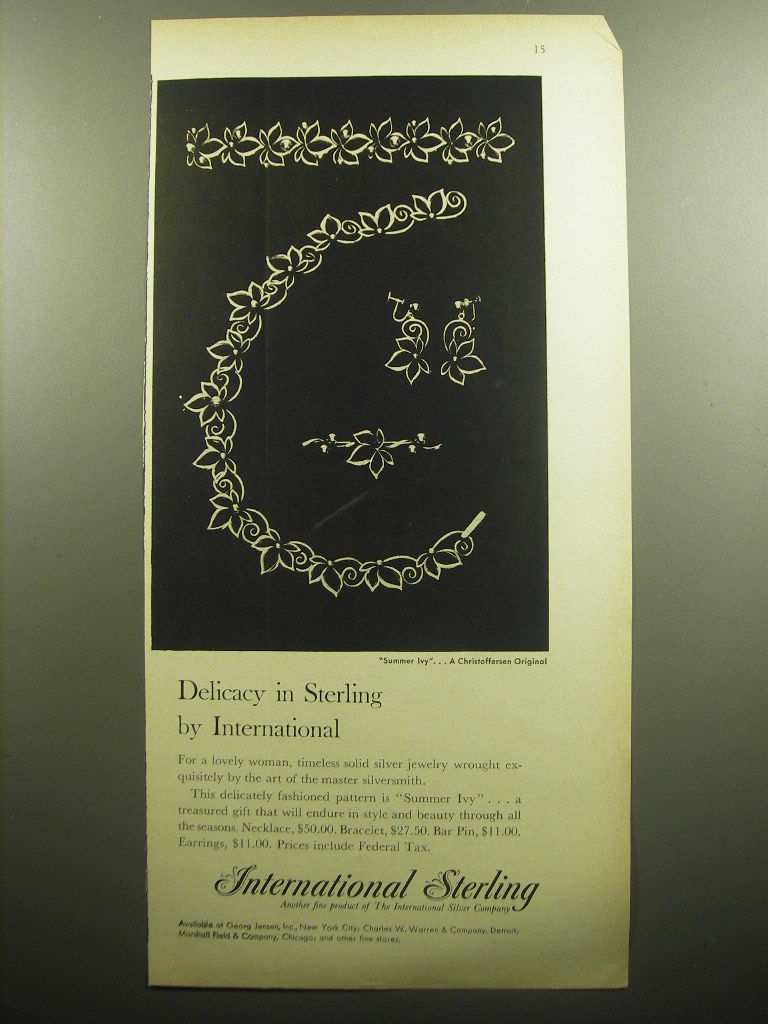 15
"Summer Ivy". . . A Christoffersen Original
Delicacy in Sterling
by International
For a lovely woman, timeless solid silver jewelry wrought ex-
quisitely by the art of the master silversmith.
This delicately fashioned pattern is "Summer Ivy" . . . a
treasured gift that will endure in style and beauty through all
the seasons. Necklace, $50.00. Bracelet, $27.50. Bar Pin, $11.00.
Earrings, $11.00. Prices include Federal Tax.
International Sterling
Another fine product of The International Silver Company
Available at Georg Jensen, Inc., New York City; Charles W. Warren & Company, Detroit;
Marshall Field & Company, Chicago; and other fine stores.